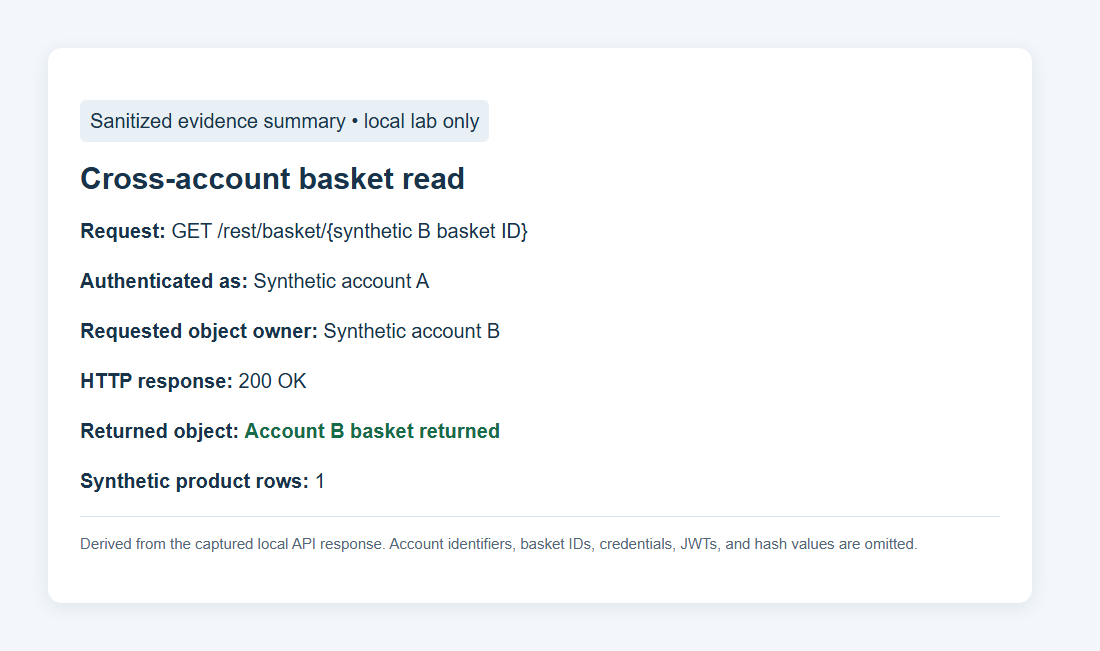 Sanitized evidence summary • local lab only
Cross-account basket read
Request: GET /rest/basket/{synthetic B basket ID}
Authenticated as: Synthetic account A
Requested object owner: Synthetic account B
HTTP response: 200 OK
Returned object: Account B basket returned
Synthetic product rows: 1
Derived from the captured local API response. Account identifiers, basket IDs, credentials, JWTs, and hash values are omitted.